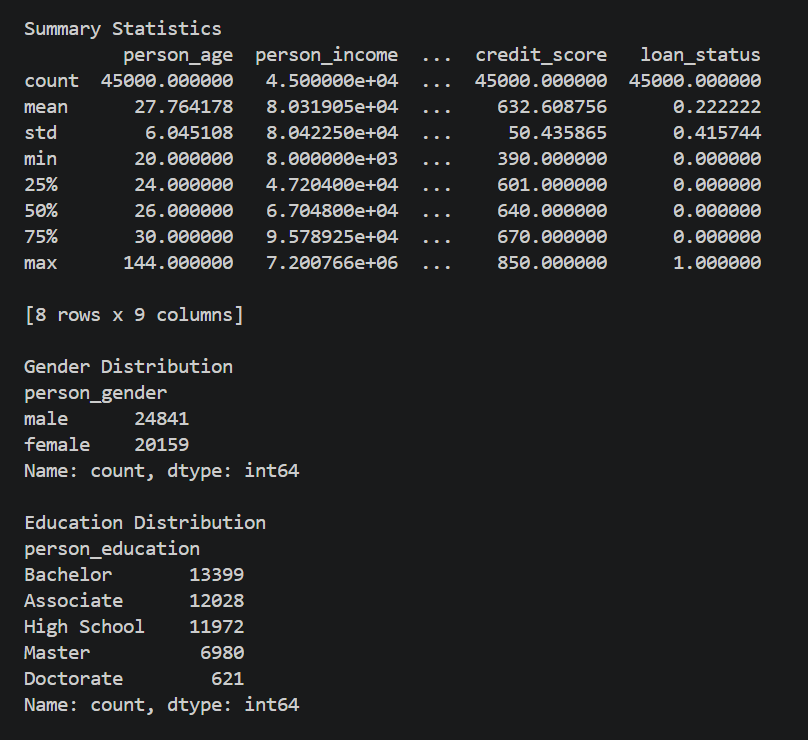 Summary Statistics
person_age person_income ... credit_score loan_status
count 45000.000000 4.500000e+04 ... 45000.000000 45000.000000
mean 27.764178 8.031905e+04 ... 632.608756 0.222222
std 6.045108 8.042250e+04 ... 50.435865 0.415744
min 20.000000 8.000000e+03 ... 390.000000 0.000000
25% 24.000000 4.720400e+04 ... 601.000000 0.000000
50% 26.000000 6.704800e+04 ... 640.000000 0.000000
75% 30.000000 9.578925e+04 ... 670.000000 0.000000
max 144.000000 7.200766e+06 ... 850.000000 1.000000
[8 rows x 9 columns]
Gender Distribution
person_gender
male 24841
female 20159
Name: count, dtype: int64
Education Distribution
person_education
Bachelor 13399
Associate 12028
High School 11972
Master 6980
Doctorate 621
Name: count, dtype: int64